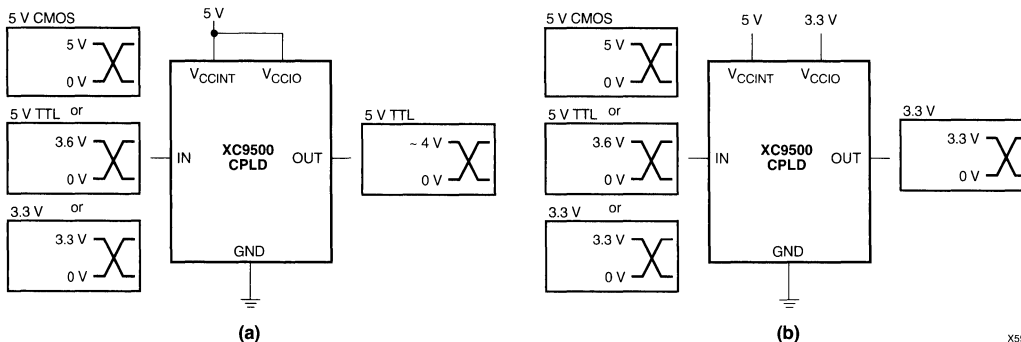 5 V
5 V CMOS
5 V
0 V
VCCINT VCCIO
5 V TTL or
3.6 V
0 V
IN
XC9500
CPLD
OUT
5 V TTL
~ 4 V
0 V
3.3 V or
3.3 V
0 V
GND
(a)
5 V CMOS
5 V
0 V
5 V 3.3 V
VCCINT VCCIO
5 V TTL or
3.6 V
0 V
IN
XC9500
CPLD
OUT
3.3 V
3.3 V
0 V
3.3 V or
3.3 V
0 V
GND
(b)